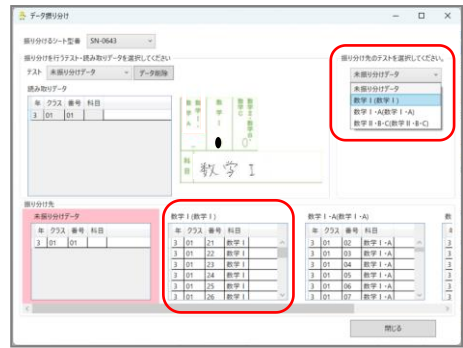 データ振り分け
振り分けるシート型番 SN-0643
振り分けを行うテスト・読み取りデータを選択してください
振り分け先のテストを選択してください。
テスト 未振り分けデータ データ削除
未振り分けデータ
読み取りデータ
未振り分けデータ
数学Ⅰ(数学Ⅰ)
数学Ⅰ・A(数学Ⅰ・A)
数学Ⅱ・B・C(数学Ⅱ・B・C)
年 クラス 番号 科目
3 01 01
科目 数学 I
振り分け先
未振り分けデータ
年 クラス 番号 科目
3 01 01
数学Ⅰ(数学Ⅰ)
年 クラス 番号 科目
3 01 21 数学Ⅰ
3 01 22 数学Ⅰ
3 01 23 数学Ⅰ
3 01 24 数学Ⅰ
3 01 25 数学Ⅰ
3 01 26 数学Ⅰ
数学Ⅰ・A(数学Ⅰ・A)
年 クラス 番号 科目
3 01 02 数学Ⅰ・A
3 01 03 数学Ⅰ・A
3 01 04 数学Ⅰ・A
3 01 05 数学Ⅰ・A
3 01 06 数学Ⅰ・A
3 01 07 数学Ⅰ・A
数
年
3
3
3
3
3
3
閉じる